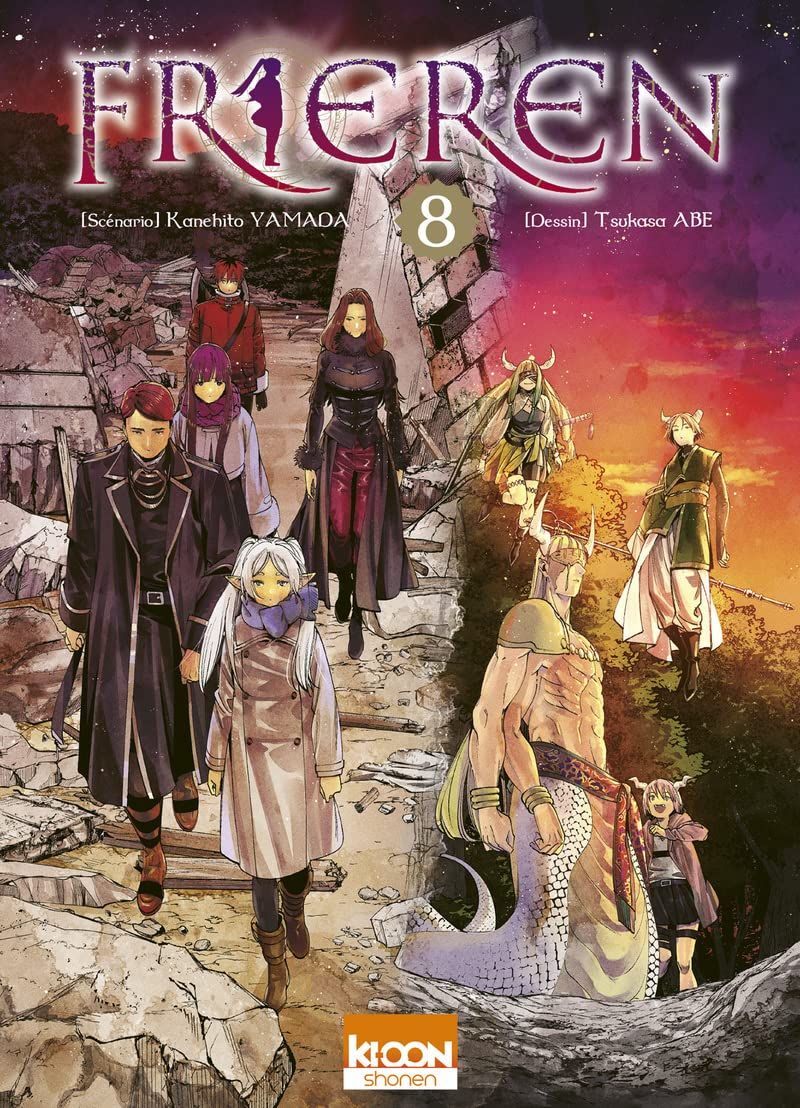 FRIEREN
[Scénario] Kanehito YAMADA
8
[Dessin] Tsukasa ABE
KI-OON
shonen